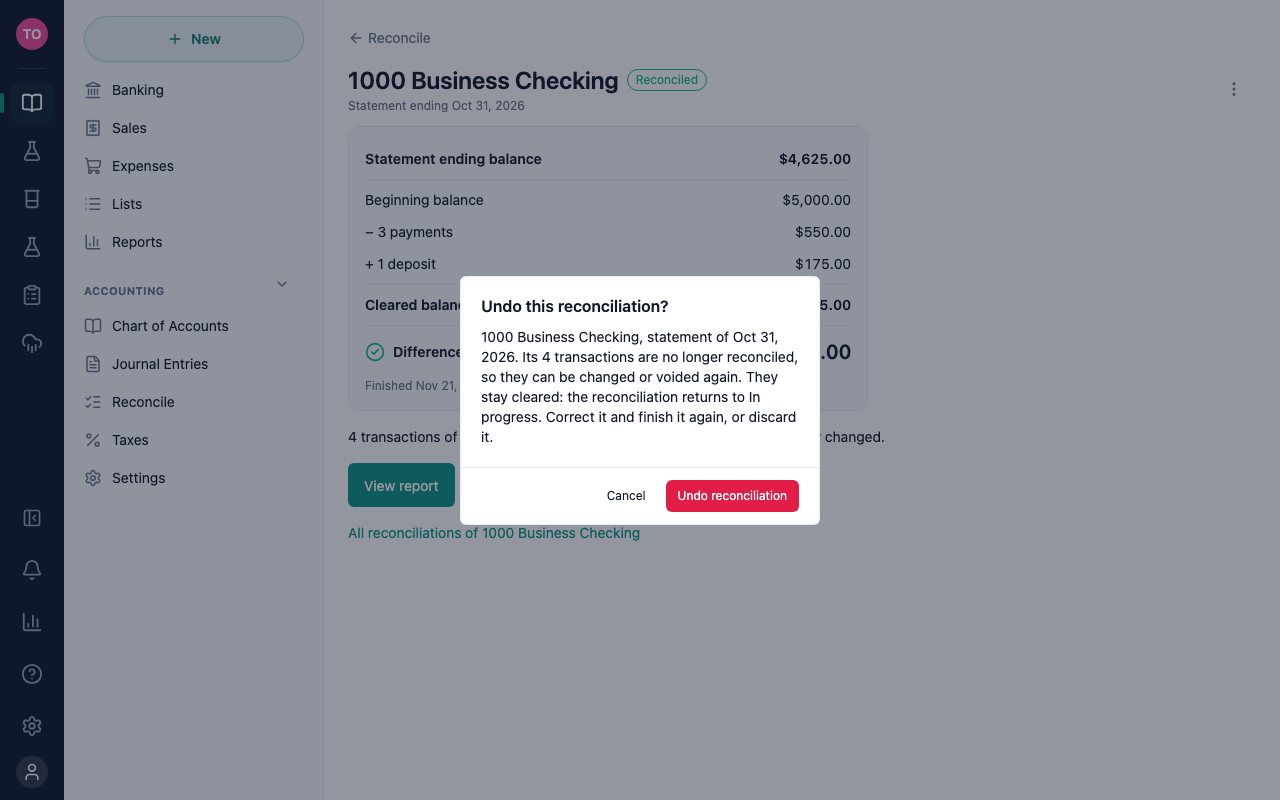 TO
New
Banking
Sales
Expenses
Lists
Reports
ACCOUNTING
Chart of Accounts
Journal Entries
Reconcile
Taxes
Settings
Reconcile
1000 Business Checking
Reconciled
Statement ending Oct 31, 2026
Statement ending balance $4,625.00
Beginning balance $5,000.00
− 3 payments $550.00
+ 1 deposit $175.00
Cleared 5.00
Difference .00
Finished Nov 21,
4 transactions of changed.
View report
All reconciliations of 1000 Business Checking
Undo this reconciliation?
1000 Business Checking, statement of Oct 31,
2026. Its 4 transactions are no longer reconciled,
so they can be changed or voided again. They
stay cleared: the reconciliation returns to In
progress. Correct it and finish it again, or discard
it.
Cancel
Undo reconciliation